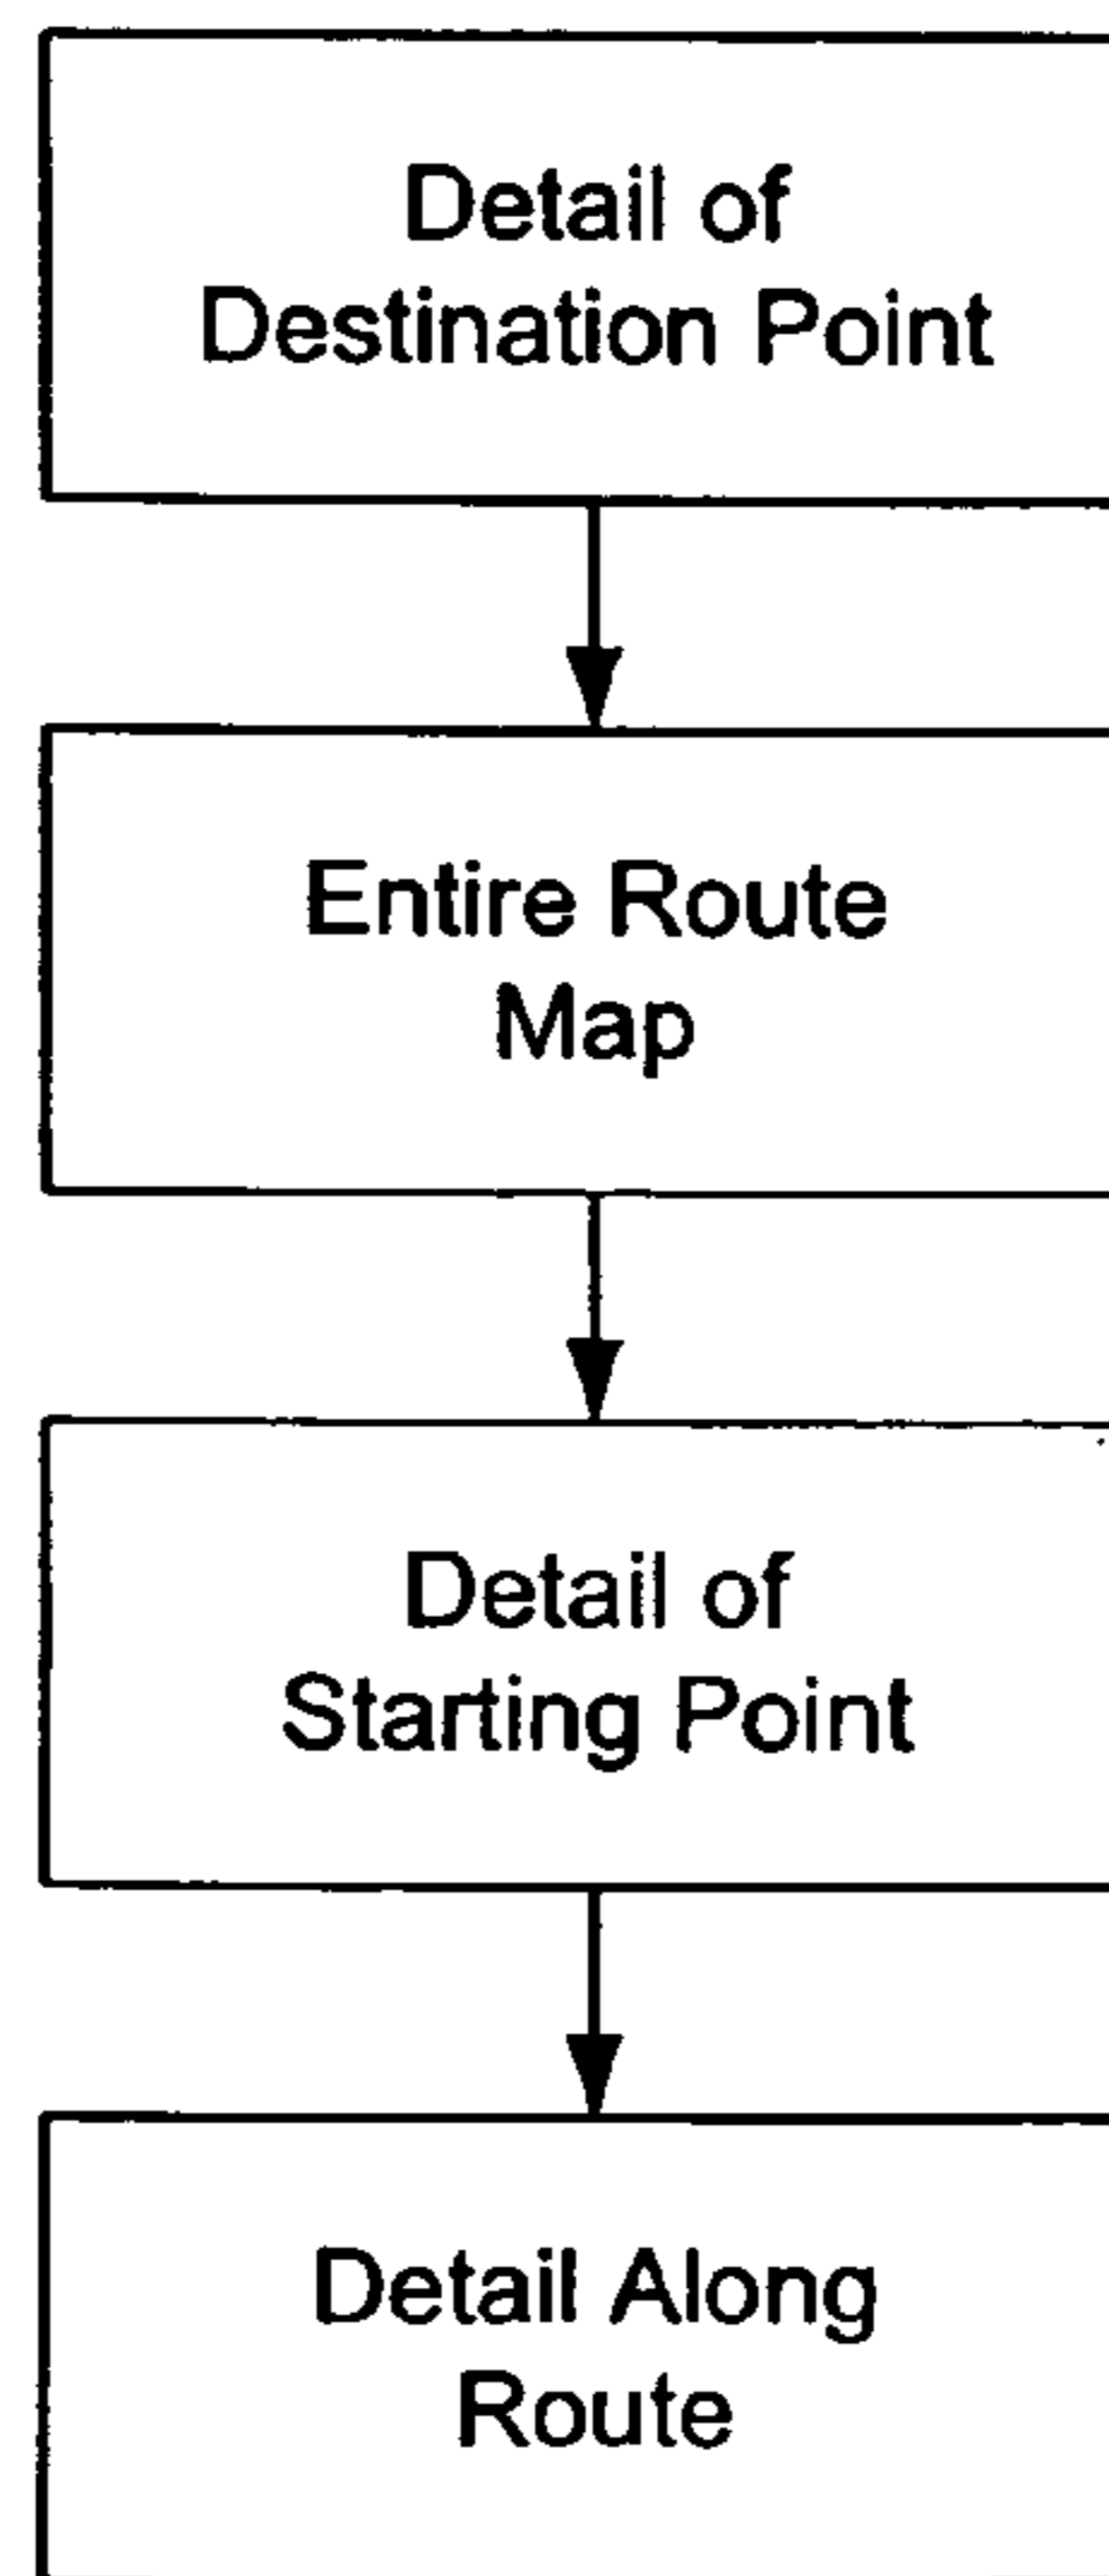 Detail of
Destination Point
Entire Route
Map
Detail of
Starting Point
Detail Along
Route